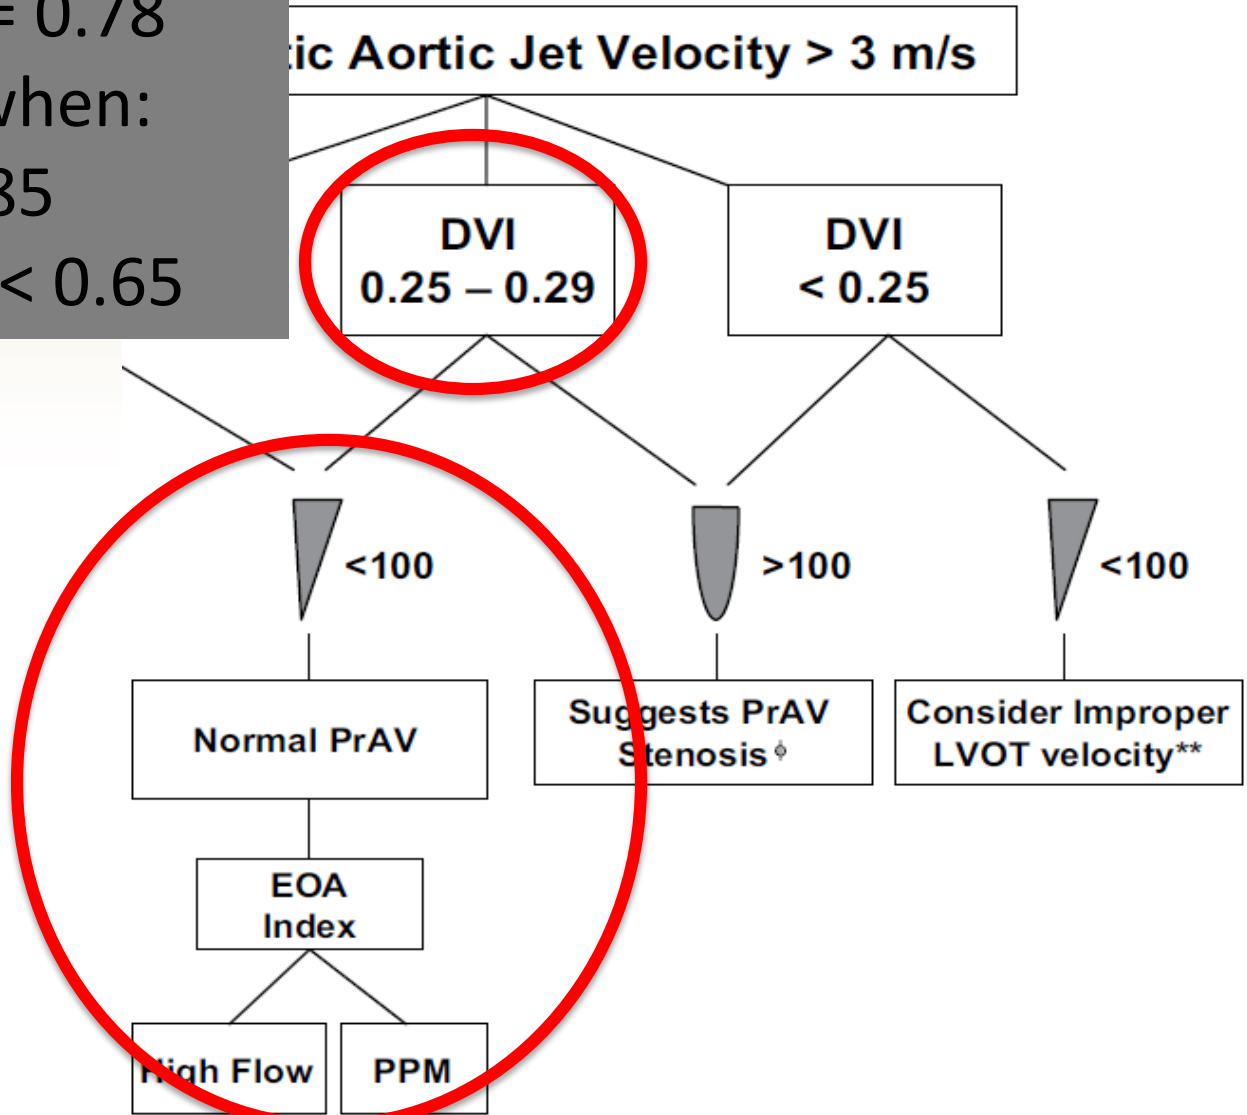 = 0.78
when:
85
< 0.65
tic Aortic Jet Velocity > 3 m/s
DVI
0.25 – 0.29
DVI
< 0.25
<100
>100
<100
Normal PrAV
Suggests PrAV
Stenosis ϕ
Consider Improper
LVOT velocity**
EOA
Index
High Flow
PPM